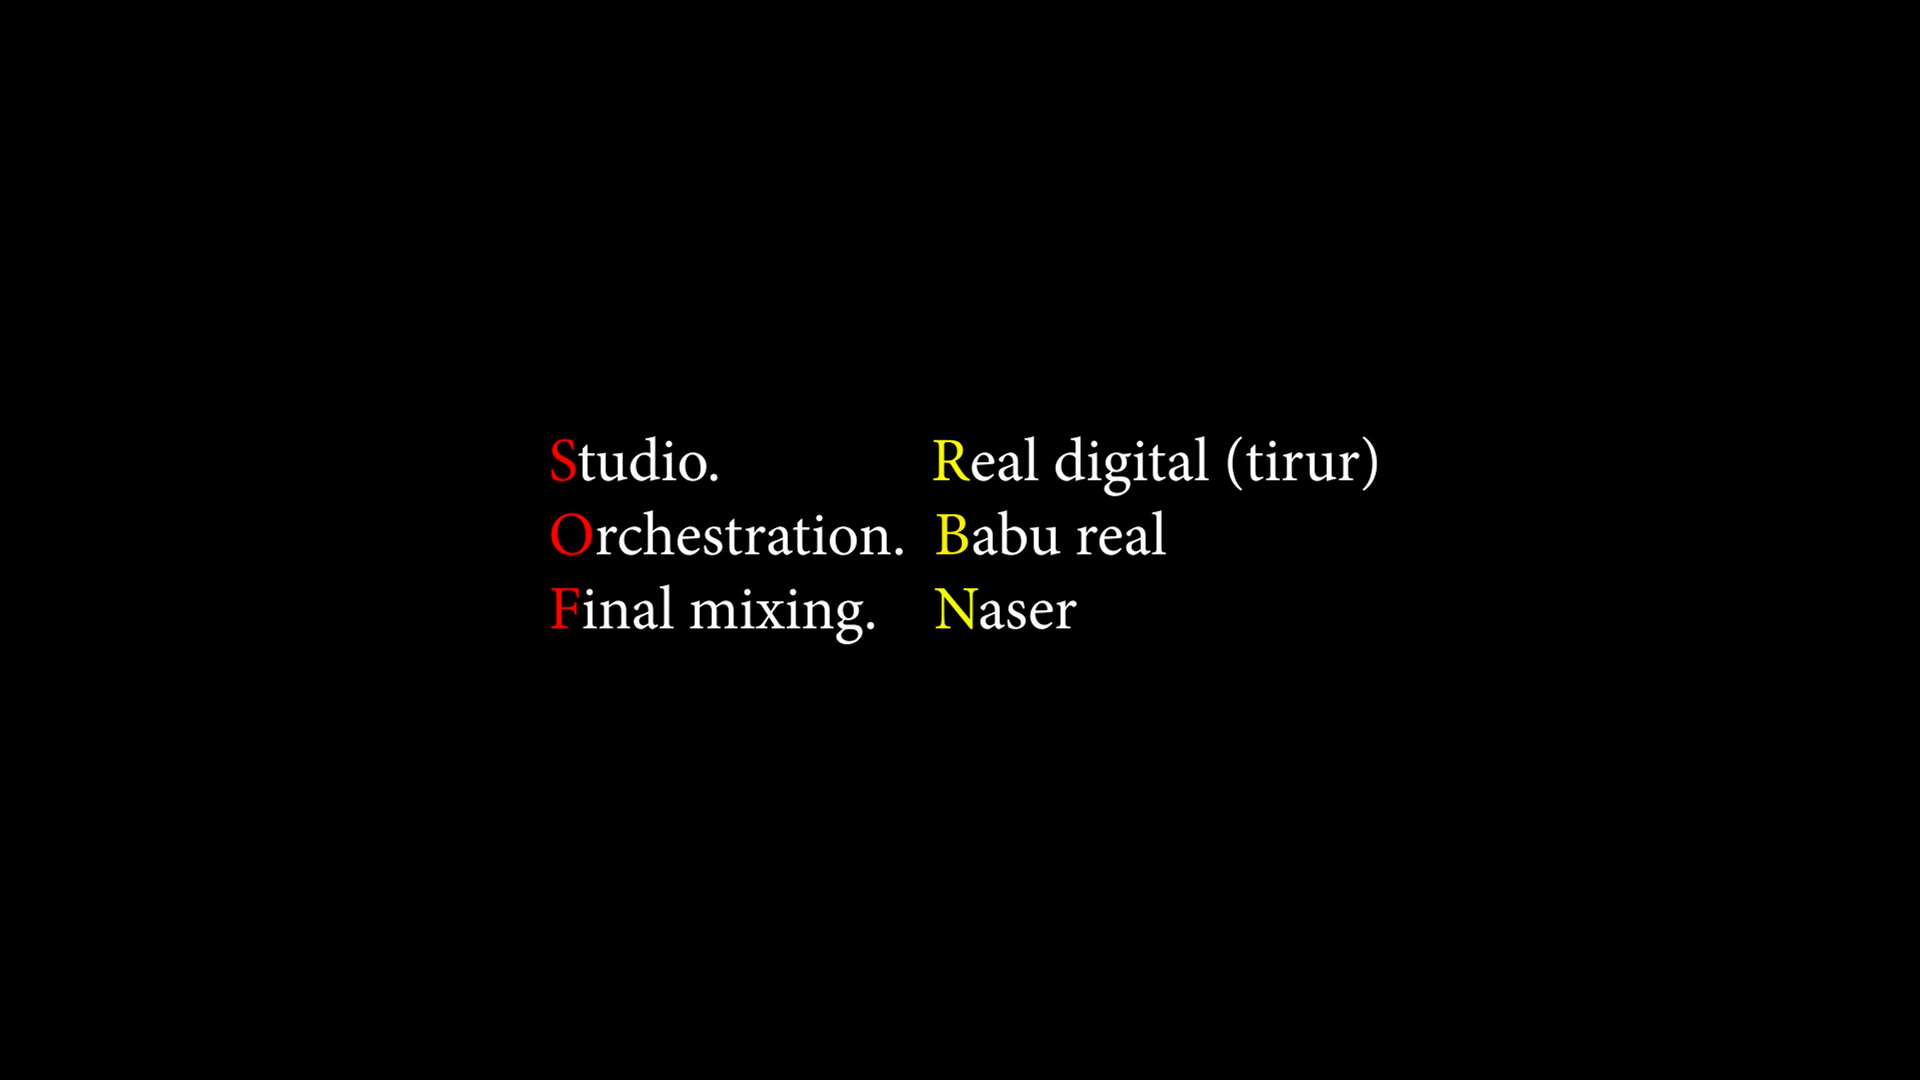 Studio. Real digital (tirur)
Orchestration. Babu real
Final mixing. Naser